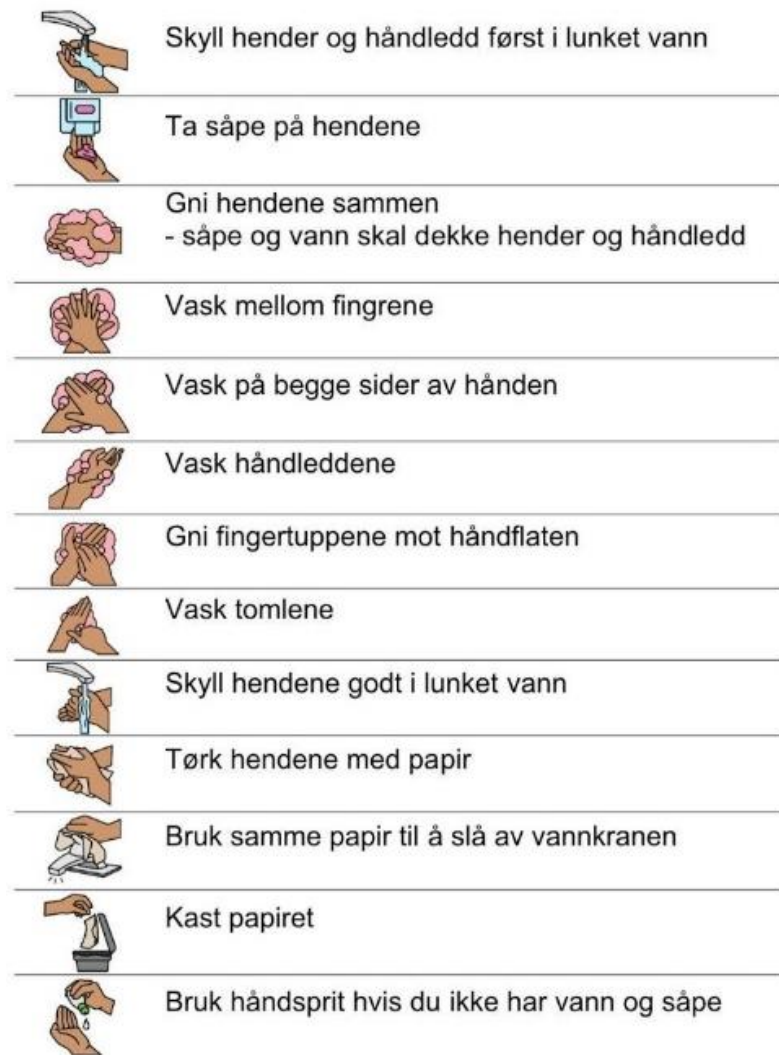 Skyll hender og håndledd først i lunket vann
Ta såpe på hendene
Gni hendene sammen
- såpe og vann skal dekke hender og håndledd
Vask mellom fingrene
Vask på begge sider av hånden
Vask håndleddene
Gni fingertuppene mot håndflaten
Vask tomlene
Skyll hendene godt i lunket vann
Tørk hendene med papir
Bruk samme papir til å slå av vannkranen
Kast papiret
Bruk håndsprit hvis du ikke har vann og såpe